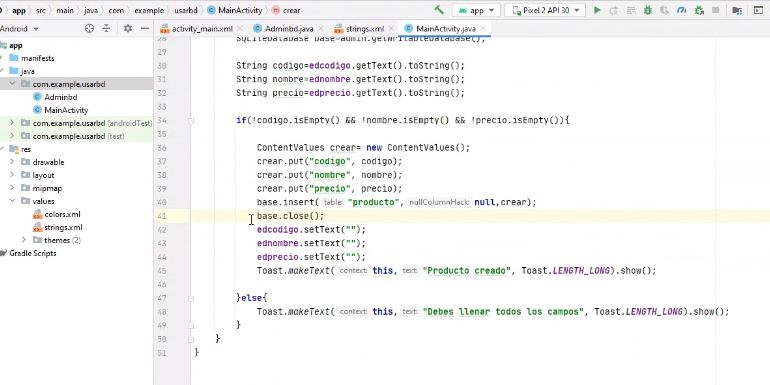 app src main java com example usarbd MainActivity crear app Pixel 2 API 30
Android activity_main.xml Adminbd.java strings.xml MainActivity.java
app
manifests
java
com.example.usarbd
Adminbd
MainActivity
com.example.usarbd (androidTest)
com.example.usarbd (test)
res
drawable
layout
mipmap
values
colors.xml
strings.xml
themes (2)
Gradle Scripts
28 SQLiteDatabase base=admin.getWritableDatabase();
29
30 String codigo=edcodigo.getText().toString();
31 String nombre=ednombre.getText().toString();
32 String precio=edprecio.getText().toString();
33
34 if(!codigo.isEmpty() && !nombre.isEmpty() && !precio.isEmpty()){
35
36 ContentValues crear= new ContentValues();
37 crear.put("codigo", codigo);
38 crear.put("nombre", nombre);
39 crear.put("precio", precio);
40 base.insert( table: "producto", nullColumnHack: null,crear);
41 base.close();
42 edcodigo.setText("");
43 ednombre.setText("");
44 edprecio.setText("");
45 Toast.makeText( context: this, text: "Producto creado", Toast.LENGTH_LONG).show();
46
47 }else{
48 Toast.makeText( context: this, text: "Debes llenar todos los campos", Toast.LENGTH_LONG).show();
49 }
50 }
51 }